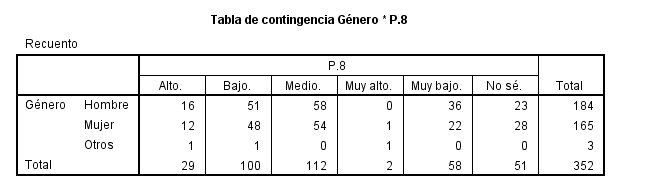 Tabla de contingencia Género * P.8
Recuento
P.8
Alto. Bajo. Medio. Muy alto. Muy bajo. No sé. Total
Género Hombre 16 51 58 0 36 23 184
Mujer 12 48 54 1 22 28 165
Otros 1 1 0 1 0 0 3
Total 29 100 112 2 58 51 352